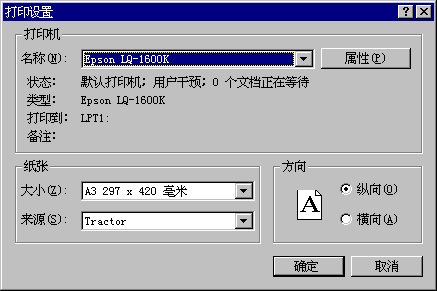 打印设置
打印机
名称(N): Epson LQ-1600K 属性(P)
状态: 默认打印机; 用户干预; 0 个文档正在等待
类型: Epson LQ-1600K
打印到: LPT1:
备注:
纸张 方向
大小(Z): A3 297 x 420 毫米 A 纵向(O)
来源(S): Tractor 横向(A)
确定 取消